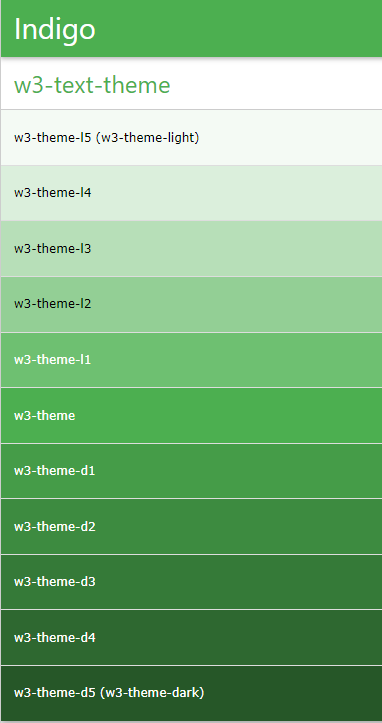 Indigo
w3-text-theme
w3-theme-l5 (w3-theme-light)
w3-theme-l4
w3-theme-l3
w3-theme-l2
w3-theme-l1
w3-theme
w3-theme-d1
w3-theme-d2
w3-theme-d3
w3-theme-d4
w3-theme-d5 (w3-theme-dark)